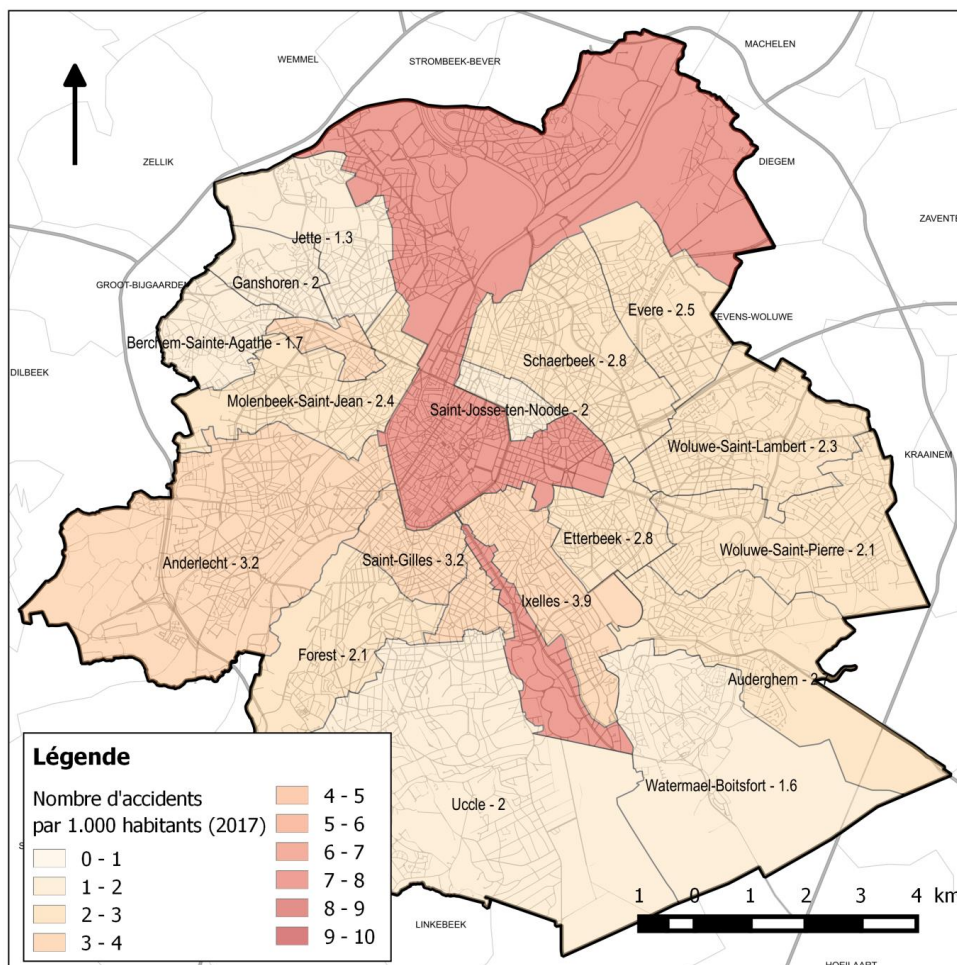 MACHELEN
WEMMEL
STROMBEEK-BEVER
ZELLIK
DIEGEM
ZAVENTE
Jette - 1.3
GROOT-BIJGAARDEN
Ganshoren - 2
Evere - 2.5
TEVENS-WOLUWE
Berchem-Sainte-Agathe - 1.7
Schaerbeek - 2.8
DILBEEK
Molenbeek-Saint-Jean - 2.4
Saint-Josse-ten-Noode - 2
Woluwe-Saint-Lambert - 2.3
KRAAINEM
Etterbeek - 2.8
Woluwe-Saint-Pierre - 2.1
Anderlecht - 3.2
Saint-Gilles - 3.2
Ixelles - 3.9
Forest - 2.1
Auderghem -
Watermael-Boitsfort - 1.6
Uccle - 2
Légende
Nombre d'accidents
par 1.000 habitants (2017)
0 - 1
1 - 2
2 - 3
3 - 4
4 - 5
5 - 6
6 - 7
7 - 8
8 - 9
9 - 10
S
1 0 1 2 3 4 km
LINKEBEEK
HOEILAART